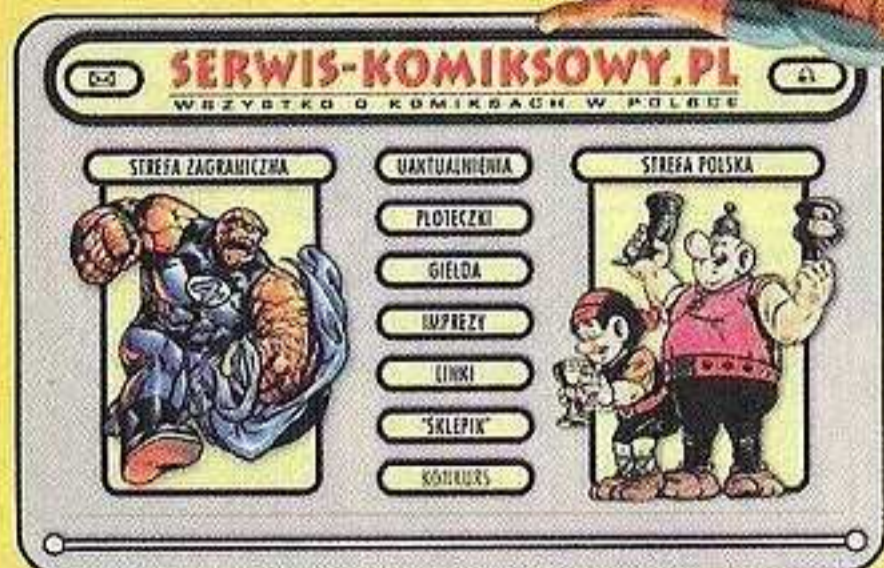 SERWIS-KOMIKSOWY.PL
WSZYSTKO O KOMIKSACH W POLSCE
STREFA ZAGRANICZNA
UAKTUALNIENIA
PLOTECZKI
GIEŁDA
IMPREZY
LINKI
"SKLEPIK"
KONKURS
STREFA POLSKA